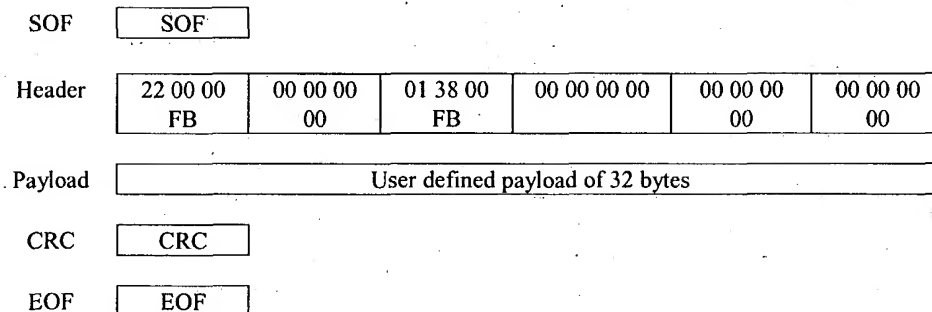 SOF SOF
Header 22 00 00 00 00 00 01 38 00 00 00 00 00 00 00 00 00 00 00
FB 00 FB 00 00
Payload User defined payload of 32 bytes
CRC CRC
EOF EOF